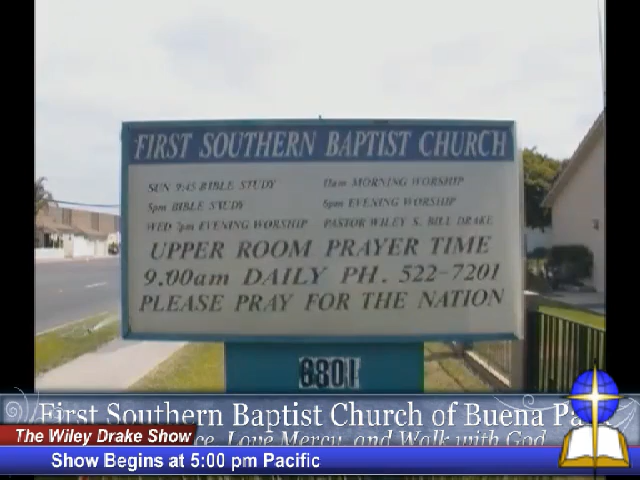 FIRST SOUTHERN BAPTIST CHURCH
SUN 9:45 BIBLE STUDY 11am MORNING WORSHIP
5pm BIBLE STUDY 6pm EVENING WORSHIP
WED 7pm EVENING WORSHIP PASTOR WILEY S. BILL DRAKE
UPPER ROOM PRAYER TIME
9.00am DAILY PH. 522-7201
PLEASE PRAY FOR THE NATION
8801
First Southern Baptist Church of Buena Pa
Love Mercy, and Walk with God
The Wiley Drake Show
Show Begins at 5:00 pm Pacific